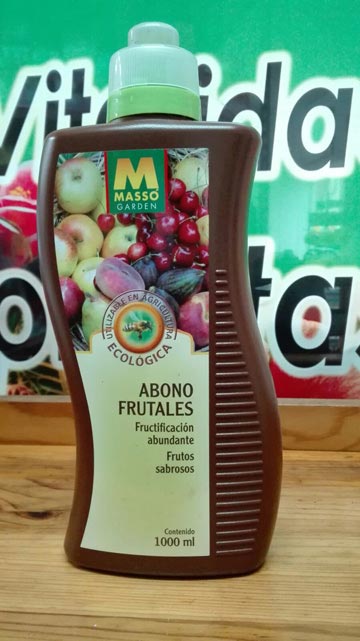 M
MASSÓ
GARDEN
UTILIZABLE EN AGRICULTURA
ECOLÓGICA
ABONO
FRUTALES
Fructificación
abundante
Frutos
sabrosos
Contenido
1000 ml